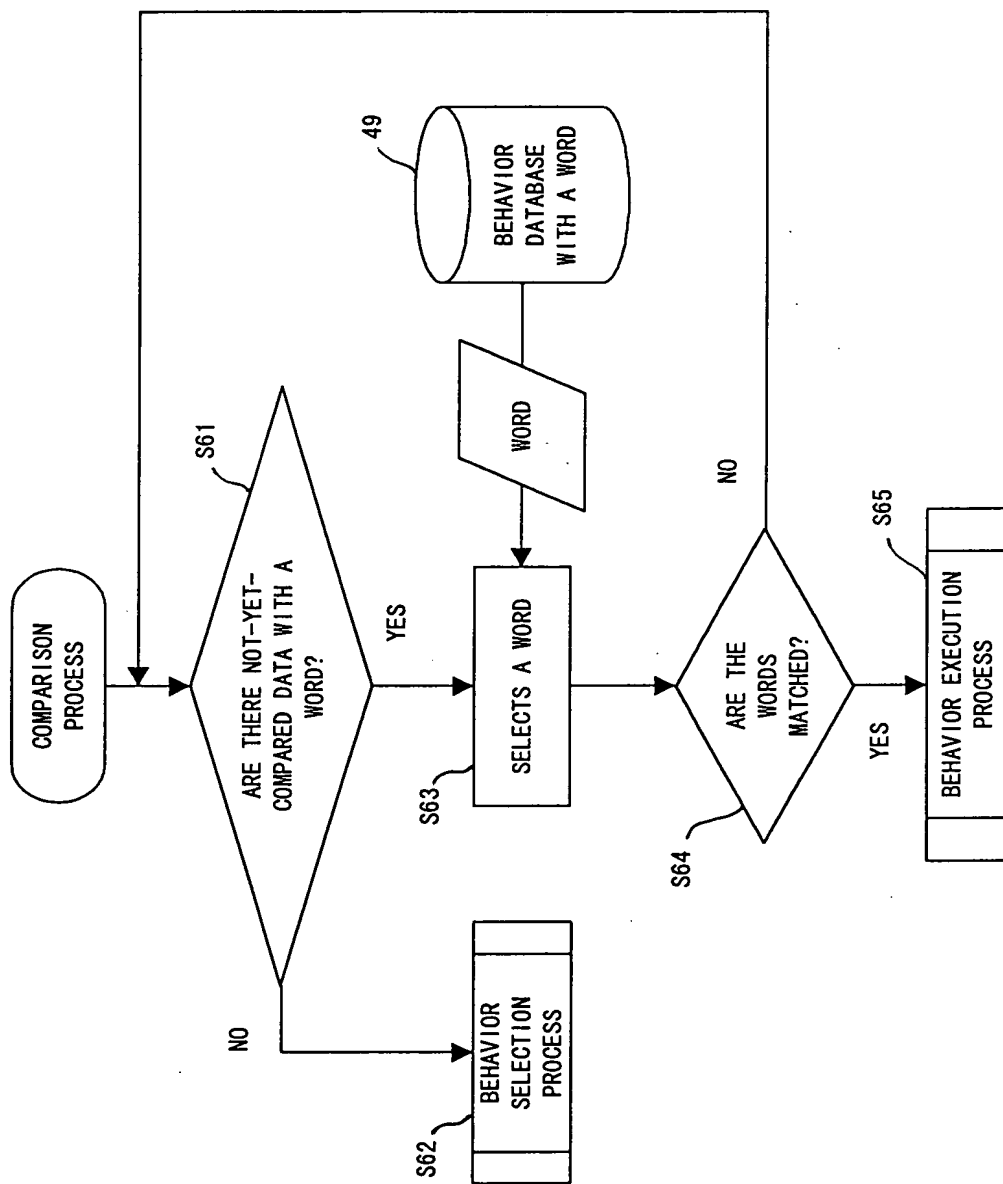 COMPARISON
PROCESS
S61
ARE THERE NOT-YET-
COMPARED DATA WITH A
WORD?
NO
YES
49
BEHAVIOR
DATABASE
WITH A WORD
WORD
S62
BEHAVIOR
SELECTION
PROCESS
S63
SELECTS A WORD
S64
ARE THE
WORDS
MATCHED?
NO
YES
S65
BEHAVIOR EXECUTION
PROCESS